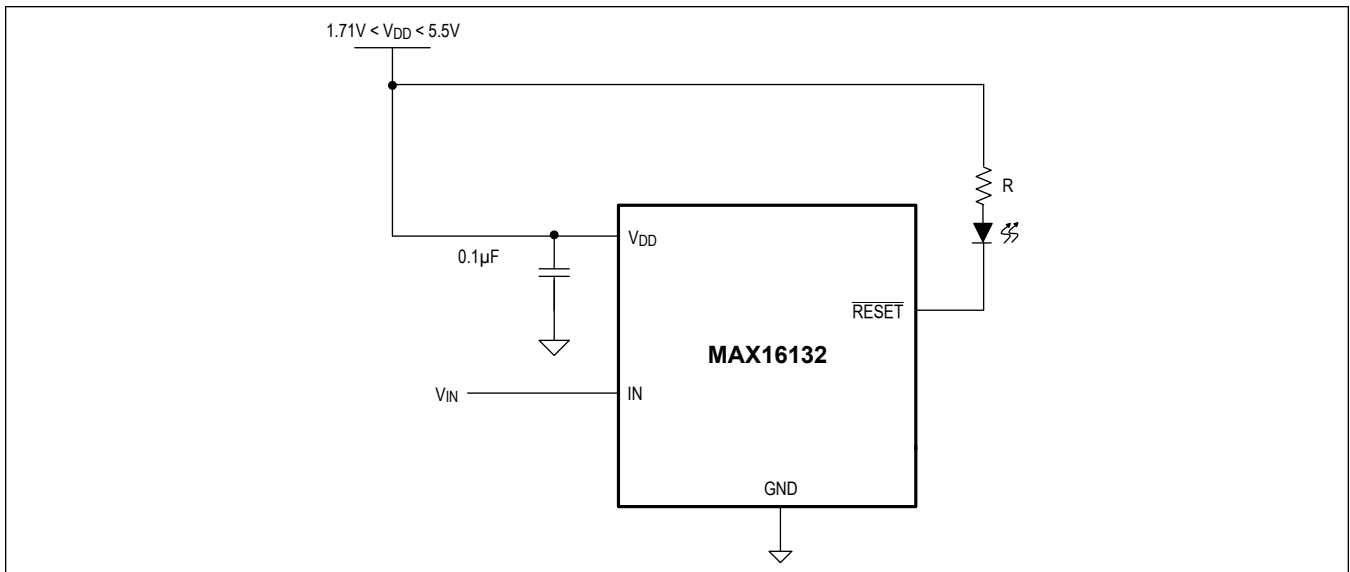 1.71V < VDD < 5.5V
R
VDD
0.1µF
RESET
MAX16132
VIN
IN
GND